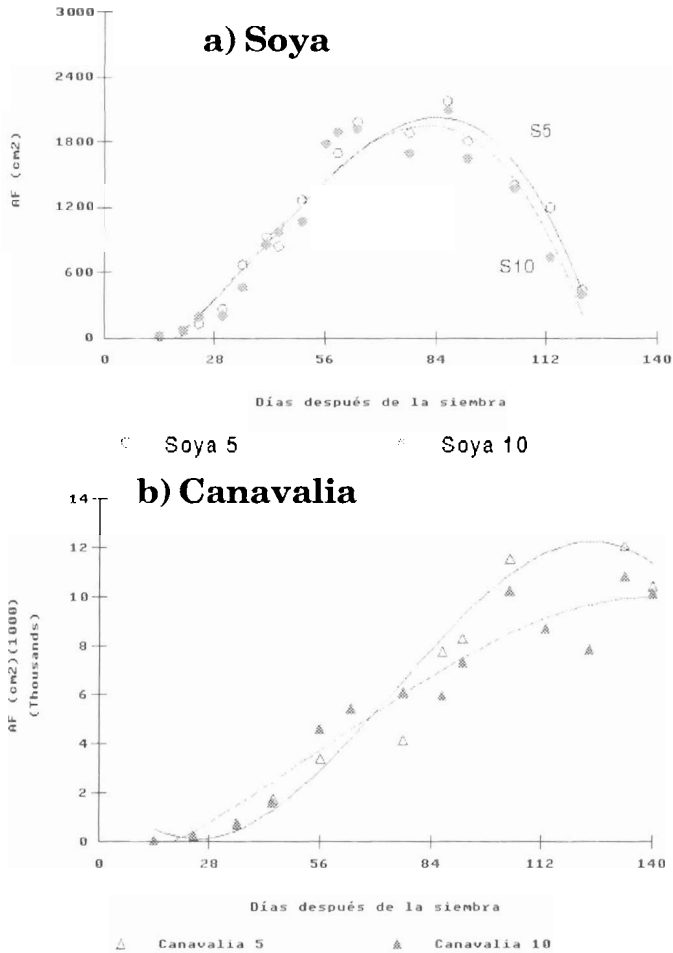 a) Soya
3000
2400
1800
1200
600
0
AF (cm2)
S5
S10
0 28 56 84 112 140
Días después de la siembra
Soya 5 Soya 10
b) Canavalia
14
12
10
8
6
4
2
0
AF (cm2)(1000)
(Thousands)
0 28 56 84 112 140
Días después de la siembra
Canavalia 5 Canavalia 10